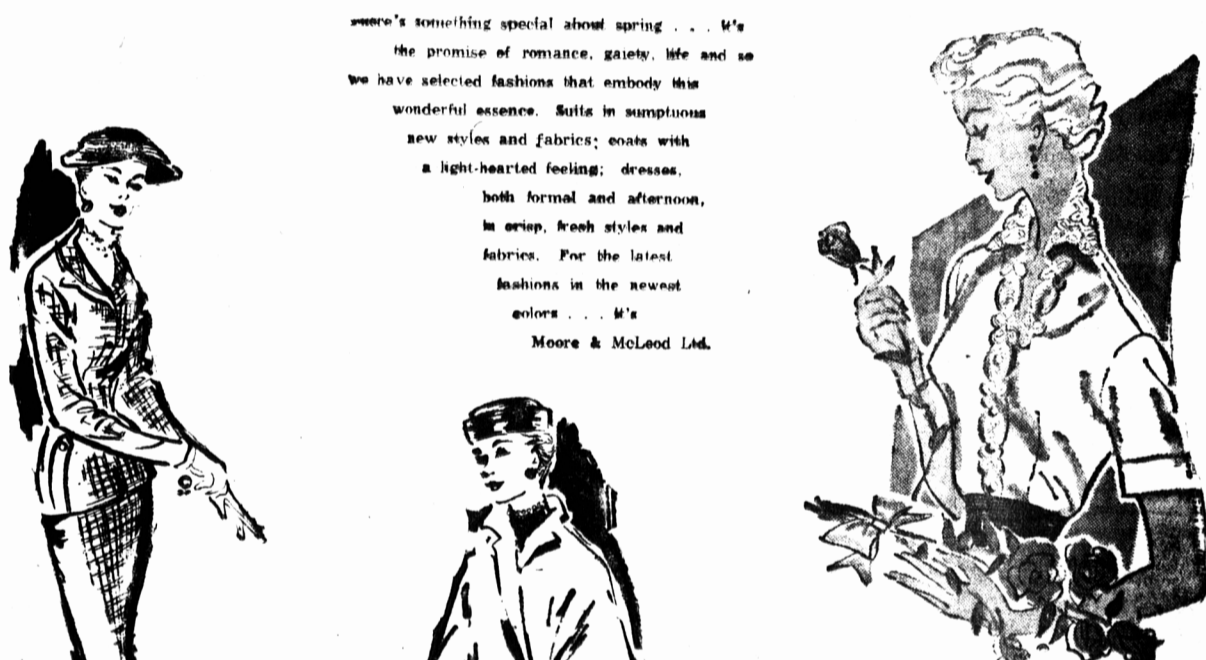 something special about spring . . . it's
the promise of romance, gaiety, life and so
we have selected fashions that embody this
wonderful essence. Suits in sumptuous
new styles and fabrics; coats with
a light-hearted feeling; dresses,
both formal and afternoon,
in crisp, fresh styles and
fabrics. For the latest
fashions in the newest
colors . . . it's
Moore & McLeod Ltd.